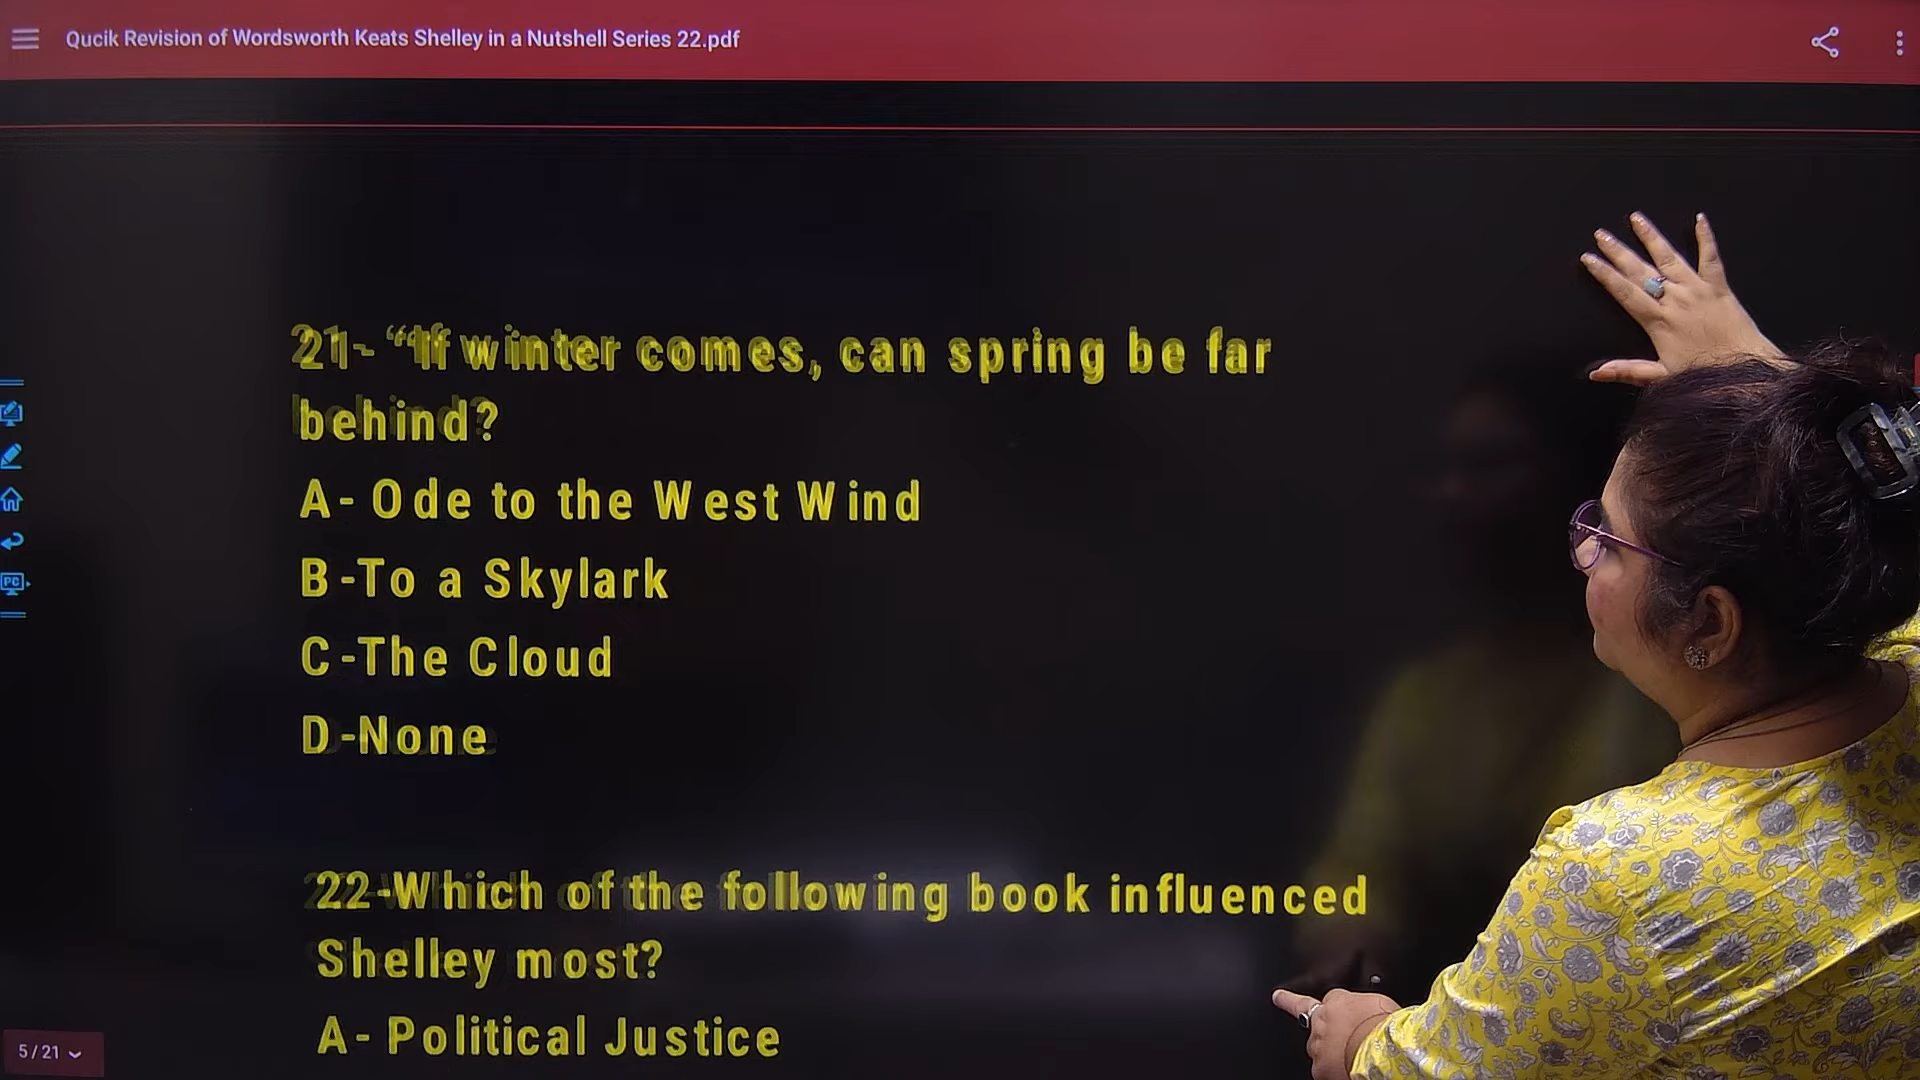 Qucik Revision of Wordsworth Keats Shelley in a Nutshell Series 22.pdf
21- “If winter comes, can spring be far
behind?
A- Ode to the West Wind
B-To a Skylark
C-The Cloud
D-None
22-Which of the following book influenced
Shelley most?
A- Political Justice
PC
5/21